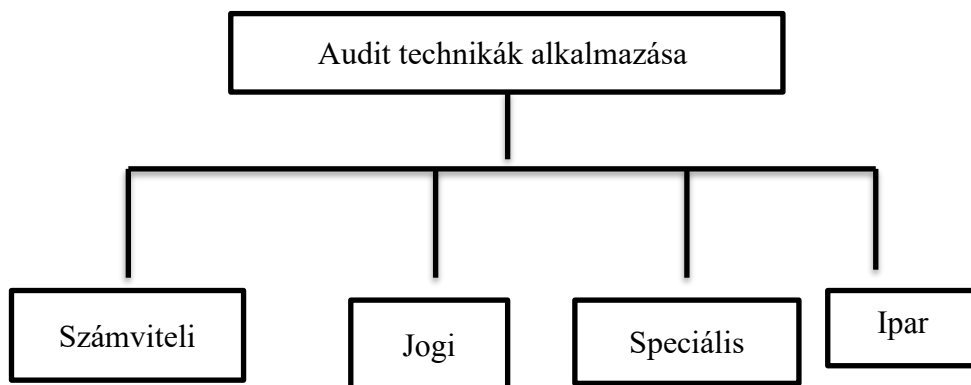 Audit technikák alkalmazása
Számviteli
Jogi
Speciális
Ipar